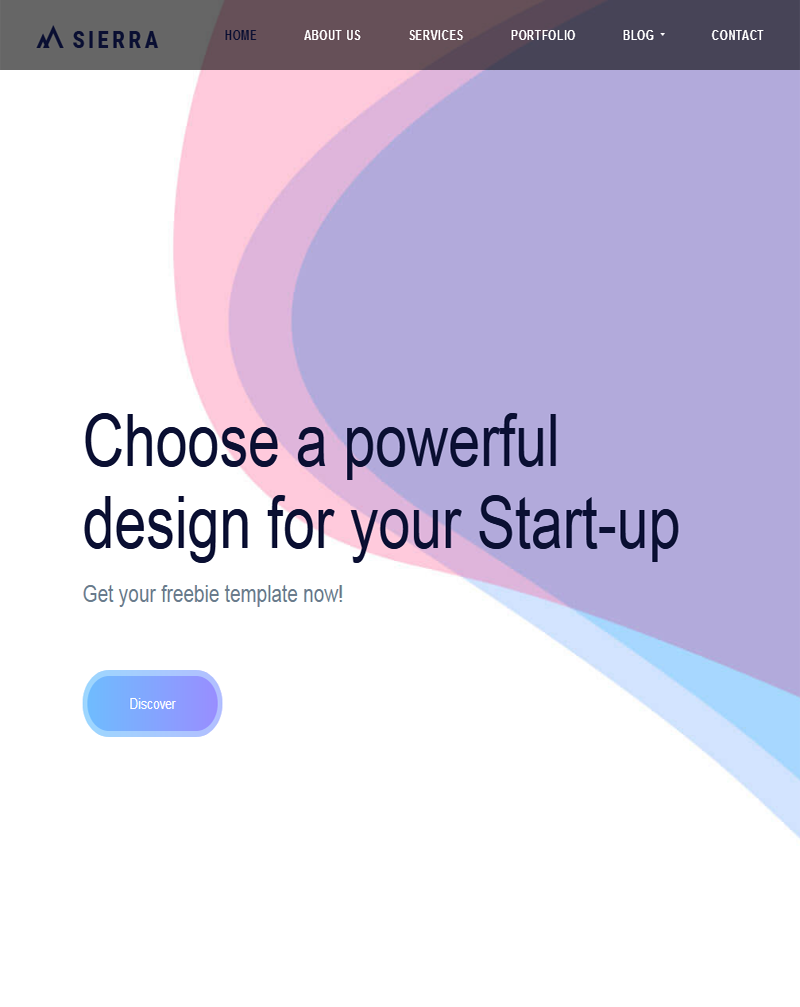 SIERRA
HOME ABOUT US SERVICES PORTFOLIO BLOG CONTACT
Choose a powerful
design for your Start-up
Get your freebie template now!
Discover